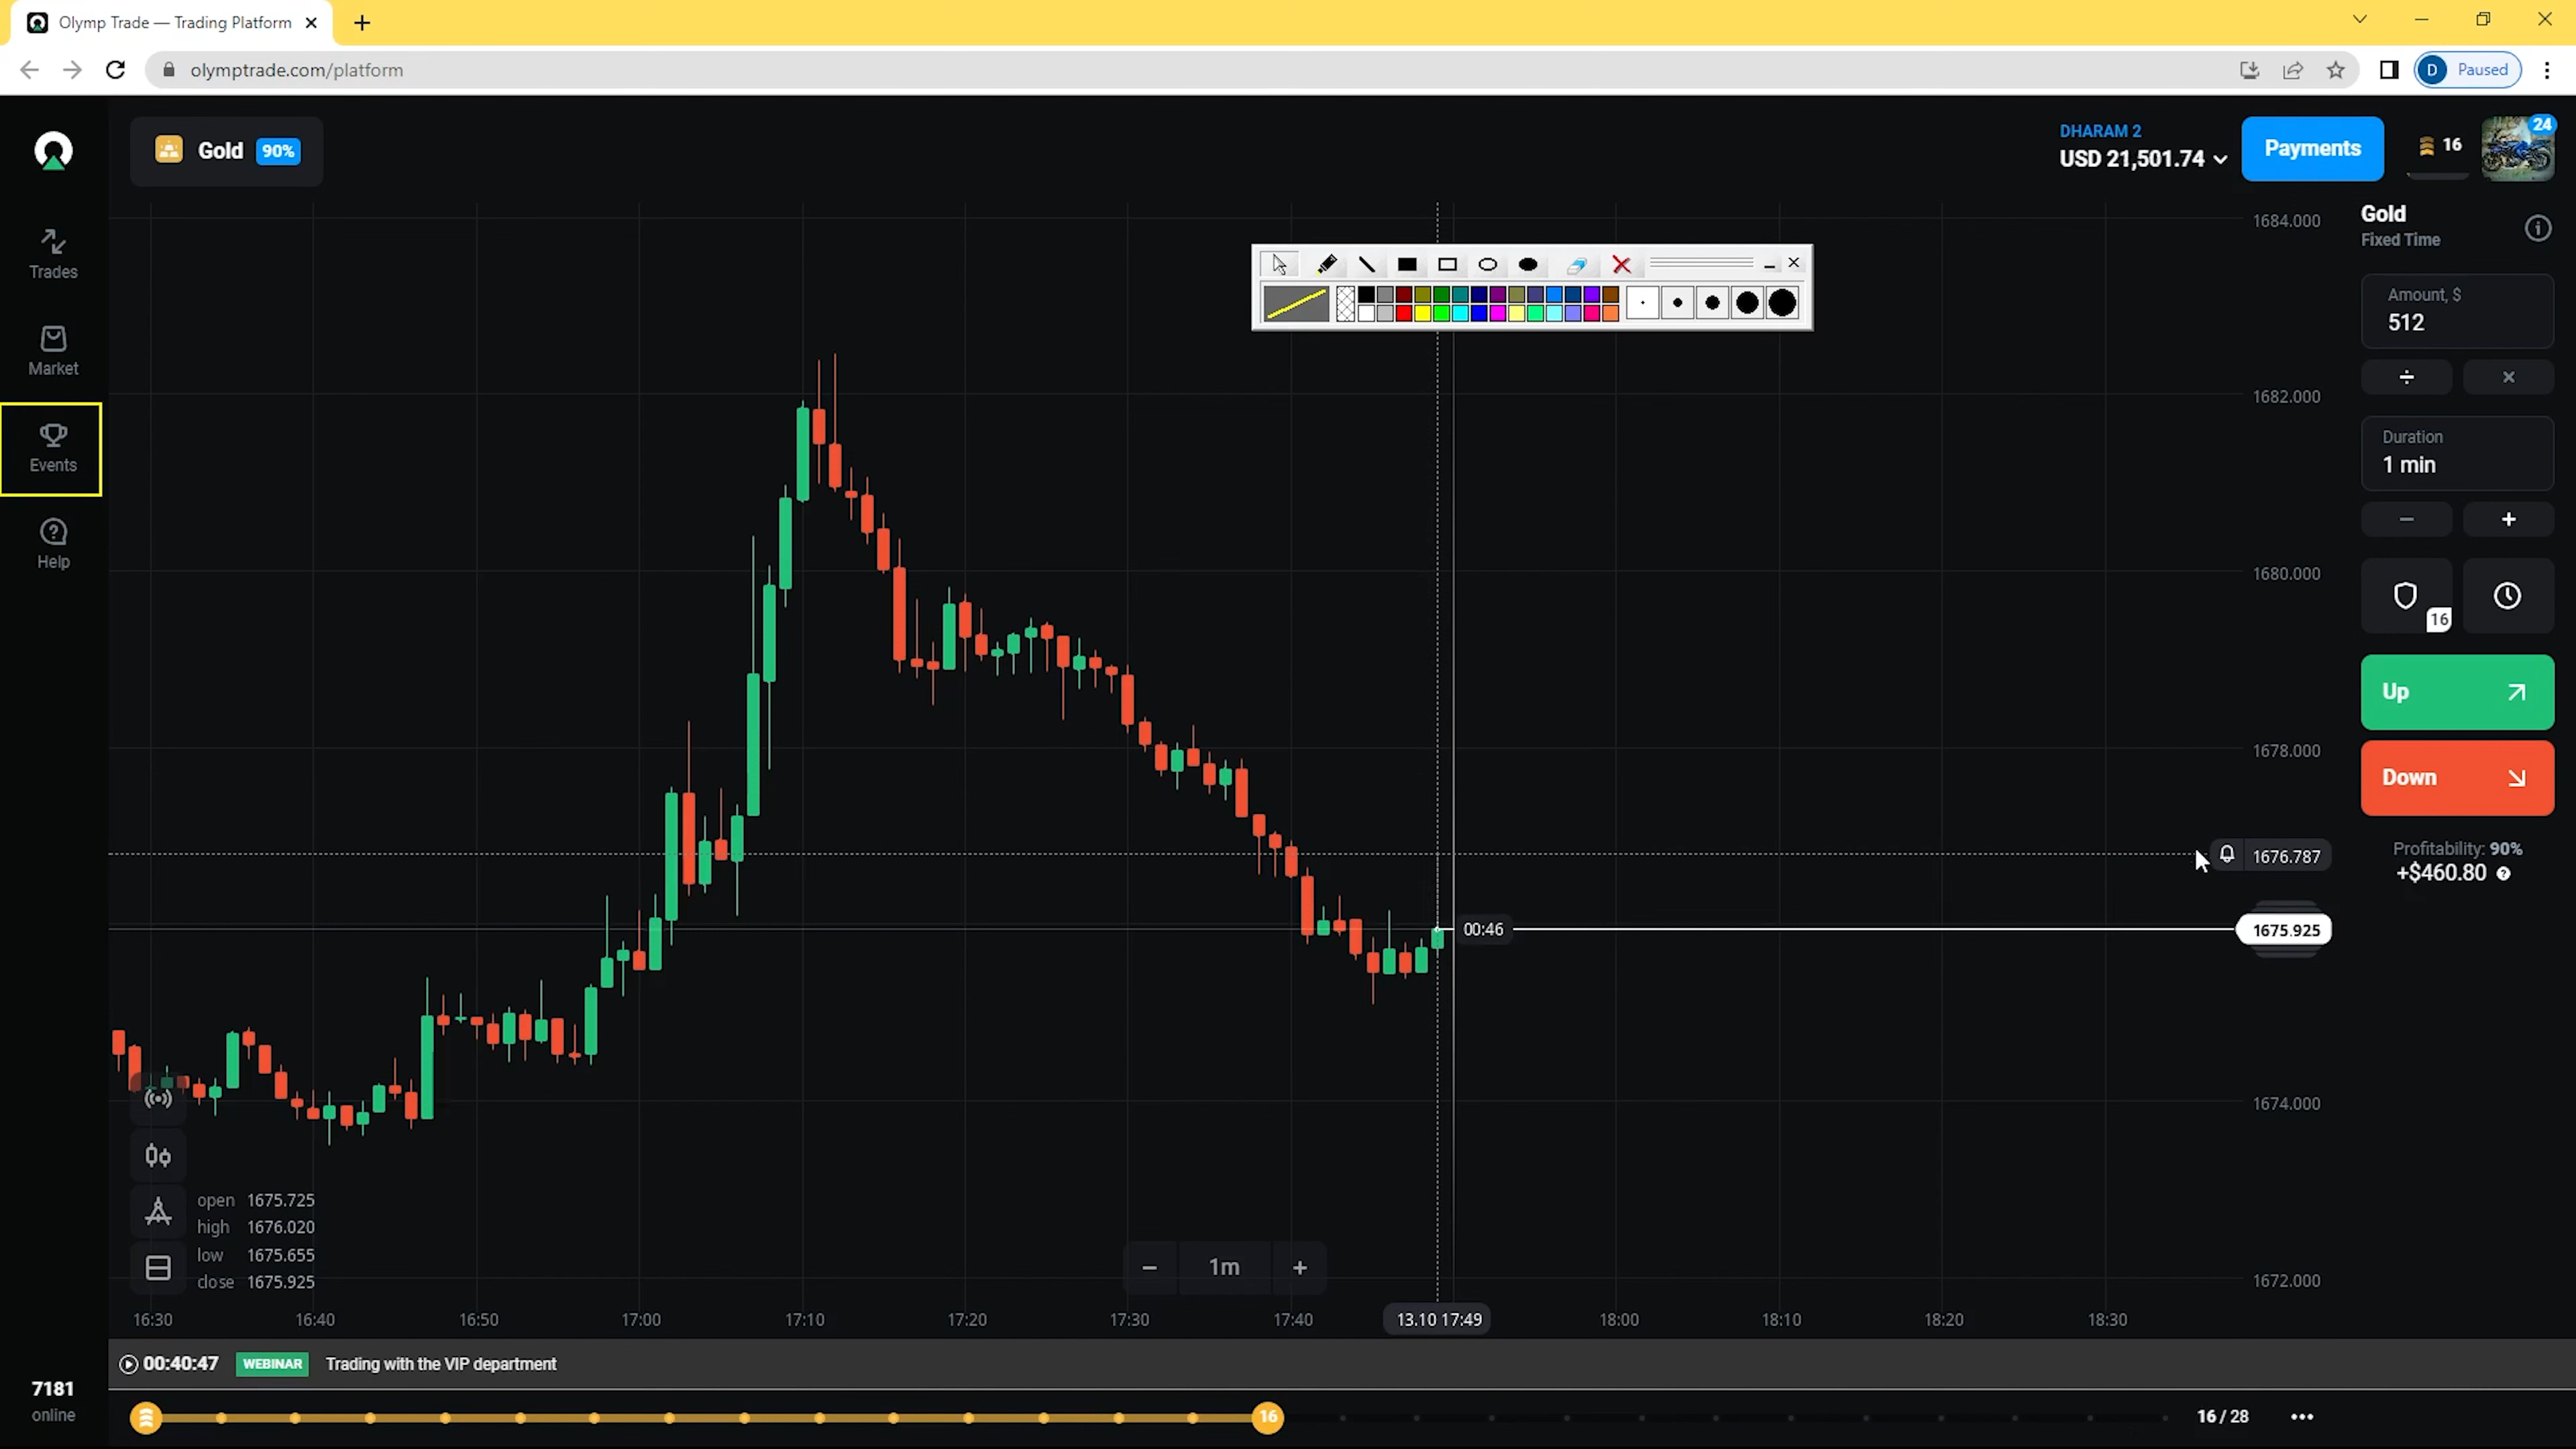 Olymp Trade — Trading Platform
olymptrade.com/platform
D Paused
Gold 90%
DHARAM 2
USD 21,501.74
Payments
16
24
Trades
Market
Events
Help
Gold
Fixed Time
Amount, $
512
Duration
1 min
16
Up
Down
Profitability: 90%
+$460.80
1684.000
1682.000
1680.000
1678.000
1676.787
1675.925
1674.000
1672.000
00:46
open 1675.725
high 1676.020
low 1675.655
close 1675.925
1m
16:30 16:40 16:50 17:00 17:10 17:20 17:30 17:40 13.10 17:49 18:00 18:10 18:20 18:30
00:40:47 WEBINAR Trading with the VIP department
7181
online
16
16 / 28